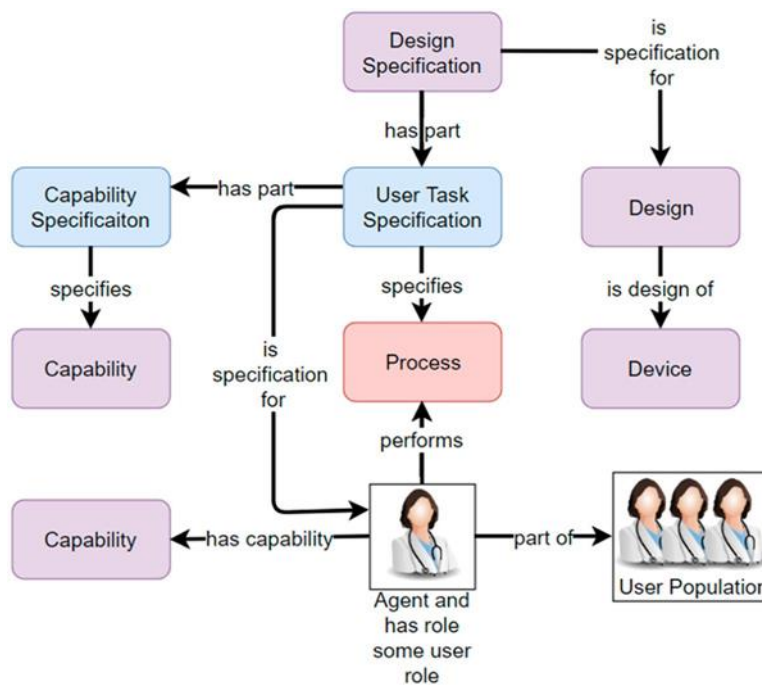 Design
Specification
is
specification
for
has part
Capability
Specificaiton
has part
User Task
Specification
Design
specifies
specifies
is design of
Capability
is
specification
for
Process
Device
performs
Capability
has capability
part of
User Population
Agent and
has role
some user
role